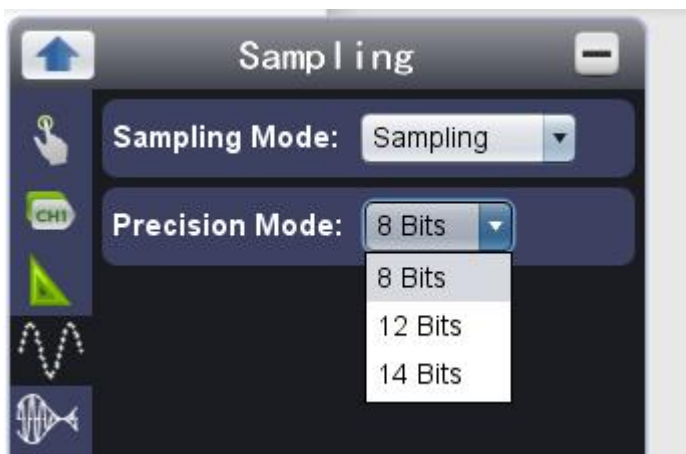 Sampling
Sampling Mode: Sampling
CH1
Precision Mode: 8 Bits
8 Bits
12 Bits
14 Bits